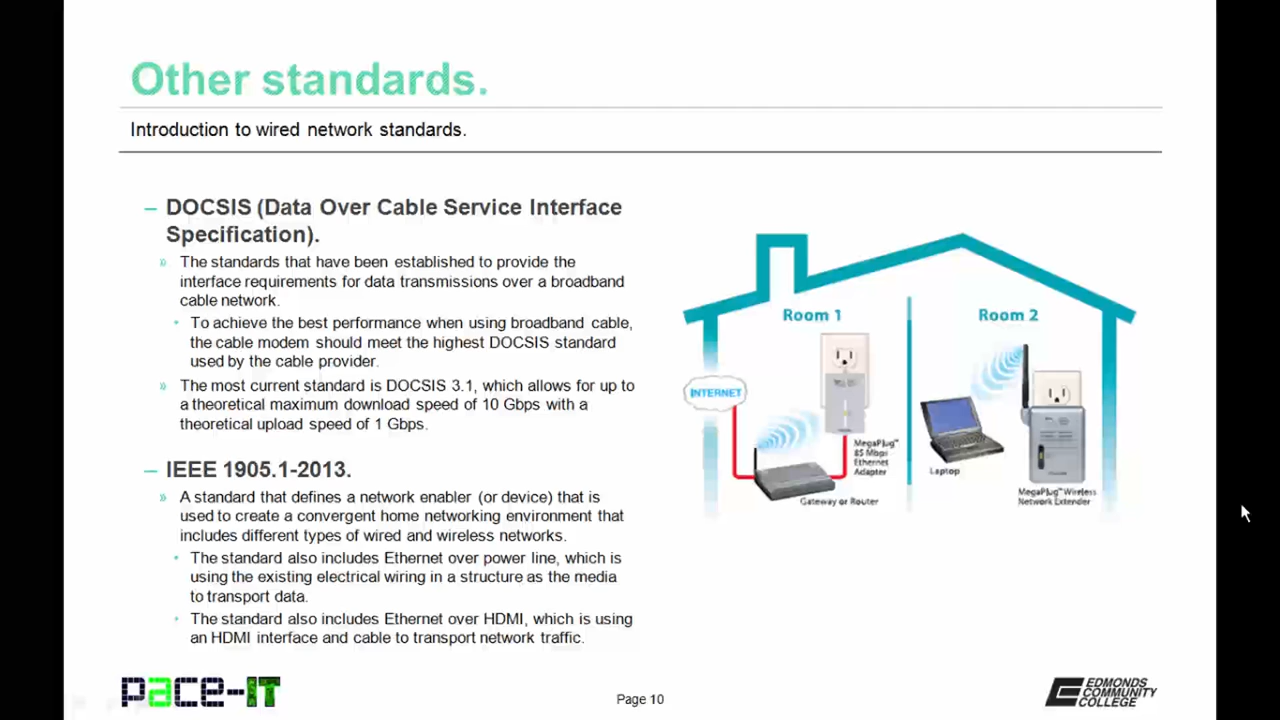 Other standards.
Introduction to wired network standards.
– DOCSIS (Data Over Cable Service Interface
Specification).
» The standards that have been established to provide the
interface requirements for data transmissions over a broadband
cable network.
• To achieve the best performance when using broadband cable,
the cable modem should meet the highest DOCSIS standard
used by the cable provider.
» The most current standard is DOCSIS 3.1, which allows for up to
a theoretical maximum download speed of 10 Gbps with a
theoretical upload speed of 1 Gbps.
– IEEE 1905.1-2013.
» A standard that defines a network enabler (or device) that is
used to create a convergent home networking environment that
includes different types of wired and wireless networks.
• The standard also includes Ethernet over power line, which is
using the existing electrical wiring in a structure as the media
to transport data.
• The standard also includes Ethernet over HDMI, which is using
an HDMI interface and cable to transport network traffic.
Room 1
Room 2
INTERNET
MegaPlug™
85 Mbps
Ethernet
Adapter
Gateway or Router
Laptop
MegaPlug™ Wireless
Network Extender
pace-IT
Page 10
EDMONDS
COMMUNITY
COLLEGE